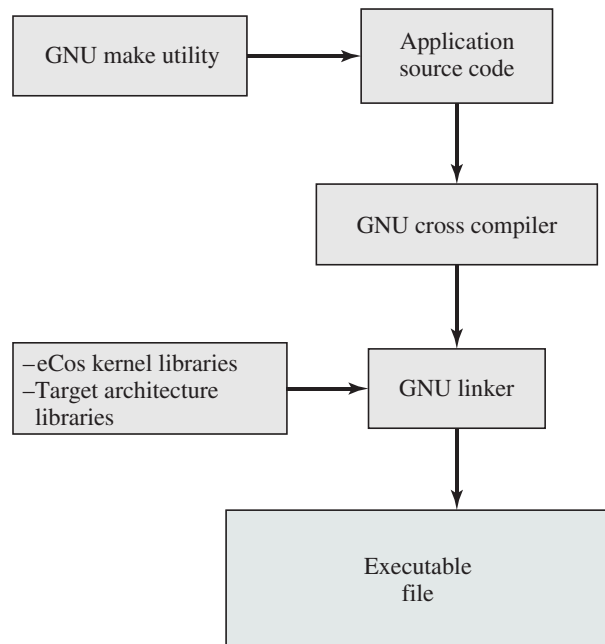 GNU make utility
Application
source code
GNU cross compiler
–eCos kernel libraries
–Target architecture
libraries
GNU linker
Executable
file